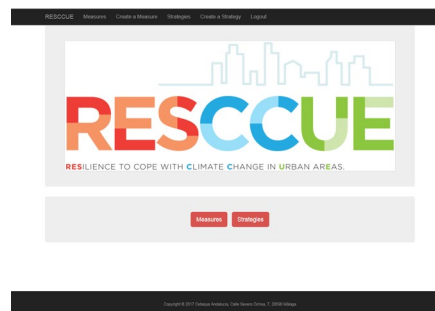 RESCCUE Measures Create a Measure Strategies Create a Strategy Logout
RESCCUE
RESILIENCE TO COPE WITH CLIMATE CHANGE IN URBAN AREAS.
Measures Strategies
Copyright © 2017 Cetaqua Andalucía, Calle Severo Ochoa, 7, 29590 Málaga